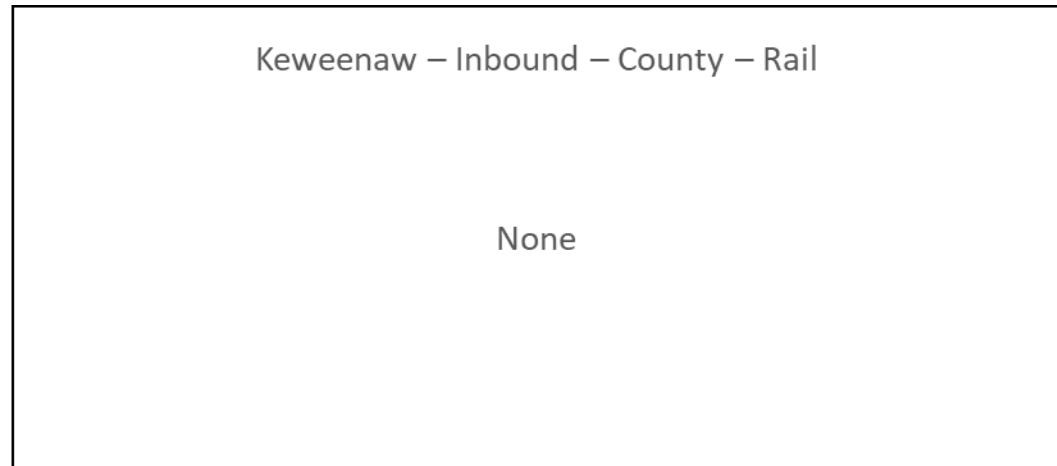 Keweenaw – Inbound – County – Rail
None